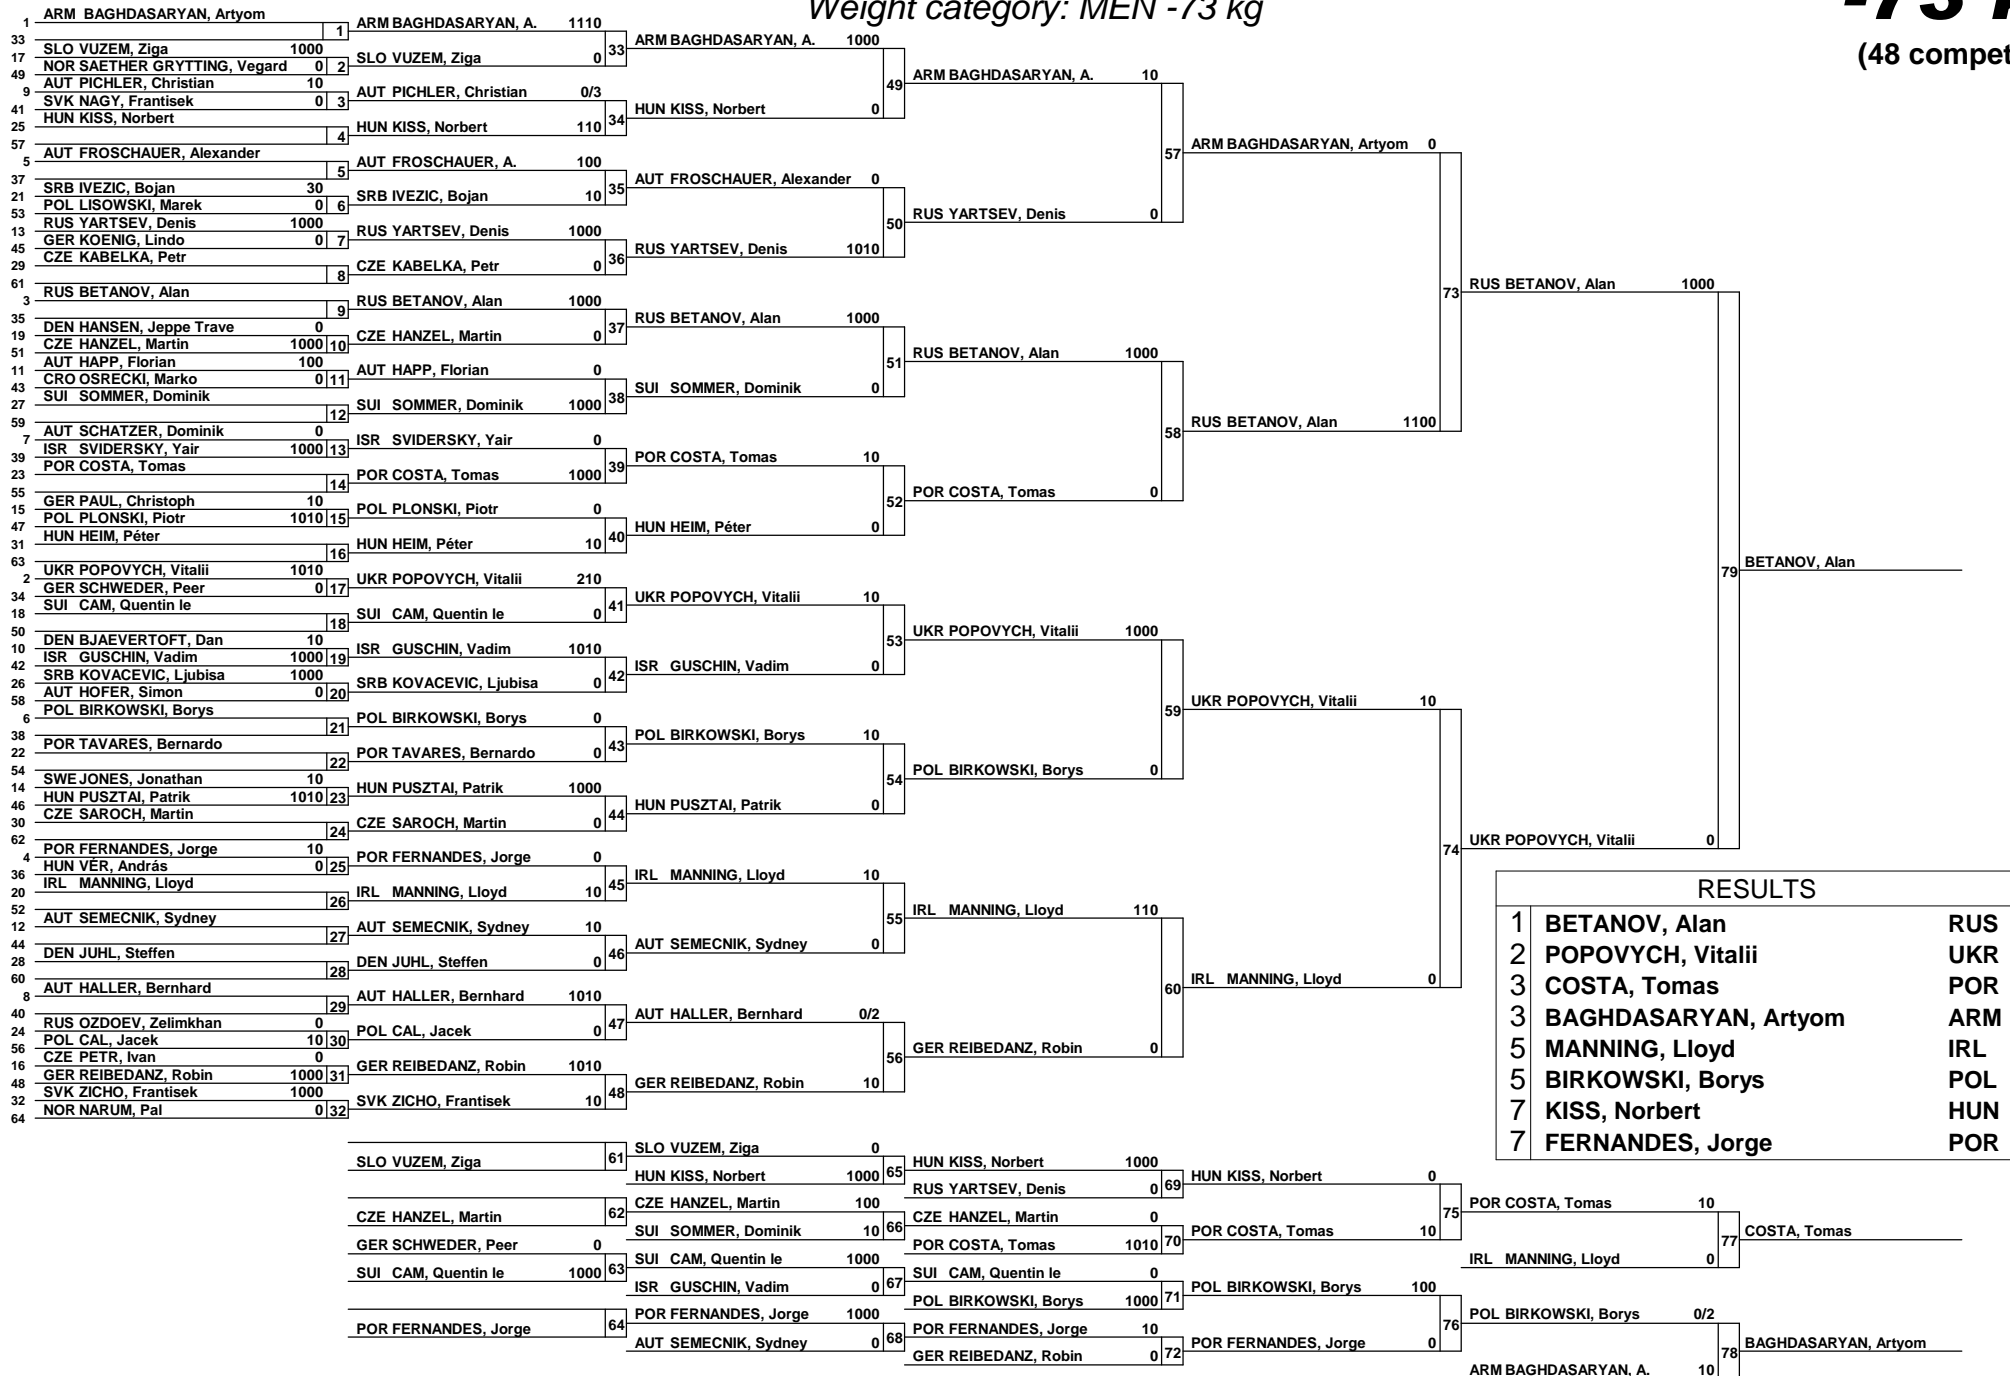 Weight category: MEN -73 kg
-73 k
(48 compet
1 ARM BAGHDASARYAN, Artyom
1
33
17 SLO VUZEM, Ziga 1000
49 NOR SAETHER GRYTTING, Vegard 0 2
9 AUT PICHLER, Christian 10
41 SVK NAGY, Frantisek 0 3
25 HUN KISS, Norbert
4
57
5 AUT FROSCHAUER, Alexander
5
37
21 SRB IVEZIC, Bojan 30
53 POL LISOWSKI, Marek 0 6
13 RUS YARTSEV, Denis 1000
45 GER KOENIG, Lindo 0 7
29 CZE KABELKA, Petr
8
61
3 RUS BETANOV, Alan
9
35
19 DEN HANSEN, Jeppe Trave 0
51 CZE HANZEL, Martin 1000 10
11 AUT HAPP, Florian 100
43 CRO OSRECKI, Marko 0 11
27 SUI SOMMER, Dominik
12
59
7 AUT SCHATZER, Dominik 0
39 ISR SVIDERSKY, Yair 1000 13
23 POR COSTA, Tomas
14
55
15 GER PAUL, Christoph 10
47 POL PLONSKI, Piotr 1010 15
31 HUN HEIM, Péter
16
63
2 UKR POPOVYCH, Vitalii 1010
34 GER SCHWEDER, Peer 0 17
18 SUI CAM, Quentin le
18
50
10 DEN BJAEVERTOFT, Dan 10
42 ISR GUSCHIN, Vadim 1000 19
26 SRB KOVACEVIC, Ljubisa 1000
58 AUT HOFER, Simon 0 20
6 POL BIRKOWSKI, Borys
21
38
22 POR TAVARES, Bernardo
22
54
14 SWE JONES, Jonathan 10
46 HUN PUSZTAI, Patrik 1010 23
30 CZE SAROCH, Martin
24
62
4 POR FERNANDES, Jorge 10
36 HUN VÉR, András 0 25
20 IRL MANNING, Lloyd
26
52
12 AUT SEMECNIK, Sydney
27
44
28 DEN JUHL, Steffen
28
60
8 AUT HALLER, Bernhard
29
40
24 RUS OZDOEV, Zelimkhan 0
56 POL CAL, Jacek 10 30
16 CZE PETR, Ivan 0
48 GER REIBEDANZ, Robin 1000 31
32 SVK ZICHO, Frantisek 1000
64 NOR NARUM, Pal 0 32
ARM BAGHDASARYAN, A. 1110
33
SLO VUZEM, Ziga 0
AUT PICHLER, Christian 0/3
34
HUN KISS, Norbert 110
AUT FROSCHAUER, A. 100
35
SRB IVEZIC, Bojan 10
RUS YARTSEV, Denis 1000
36
CZE KABELKA, Petr 0
RUS BETANOV, Alan 1000
37
CZE HANZEL, Martin 0
AUT HAPP, Florian 0
38
SUI SOMMER, Dominik 1000
ISR SVIDERSKY, Yair 0
39
POR COSTA, Tomas 1000
POL PLONSKI, Piotr 0
40
HUN HEIM, Péter 10
UKR POPOVYCH, Vitalii 210
41
SUI CAM, Quentin le 0
ISR GUSCHIN, Vadim 1010
42
SRB KOVACEVIC, Ljubisa 0
POL BIRKOWSKI, Borys 0
43
POR TAVARES, Bernardo 0
HUN PUSZTAI, Patrik 1000
44
CZE SAROCH, Martin 0
POR FERNANDES, Jorge 0
45
IRL MANNING, Lloyd 10
AUT SEMECNIK, Sydney 10
46
DEN JUHL, Steffen 0
AUT HALLER, Bernhard 1010
47
POL CAL, Jacek 0
GER REIBEDANZ, Robin 1010
48
SVK ZICHO, Frantisek 10
ARM BAGHDASARYAN, A. 1000
49
HUN KISS, Norbert 0
AUT FROSCHAUER, Alexander 0
50
RUS YARTSEV, Denis 1010
RUS BETANOV, Alan 1000
51
SUI SOMMER, Dominik 0
POR COSTA, Tomas 10
52
HUN HEIM, Péter 0
UKR POPOVYCH, Vitalii 10
53
ISR GUSCHIN, Vadim 0
POL BIRKOWSKI, Borys 10
54
HUN PUSZTAI, Patrik 0
IRL MANNING, Lloyd 10
55
AUT SEMECNIK, Sydney 0
AUT HALLER, Bernhard 0/2
56
GER REIBEDANZ, Robin 10
ARM BAGHDASARYAN, A. 10
57
RUS YARTSEV, Denis 0
RUS BETANOV, Alan 1000
58
POR COSTA, Tomas 0
UKR POPOVYCH, Vitalii 1000
59
POL BIRKOWSKI, Borys 0
IRL MANNING, Lloyd 110
60
GER REIBEDANZ, Robin 0
ARM BAGHDASARYAN, Artyom 0
73
RUS BETANOV, Alan 1100
UKR POPOVYCH, Vitalii 10
74
IRL MANNING, Lloyd 0
RUS BETANOV, Alan 1000
79
UKR POPOVYCH, Vitalii 0
BETANOV, Alan
RESULTS
1 BETANOV, Alan RUS
2 POPOVYCH, Vitalii UKR
3 COSTA, Tomas POR
3 BAGHDASARYAN, Artyom ARM
5 MANNING, Lloyd IRL
5 BIRKOWSKI, Borys POL
7 KISS, Norbert HUN
7 FERNANDES, Jorge POR
SLO VUZEM, Ziga 61
CZE HANZEL, Martin 62
GER SCHWEDER, Peer 0
SUI CAM, Quentin le 1000 63
POR FERNANDES, Jorge 64
SLO VUZEM, Ziga 0
HUN KISS, Norbert 1000 65
CZE HANZEL, Martin 100
SUI SOMMER, Dominik 10 66
SUI CAM, Quentin le 1000
ISR GUSCHIN, Vadim 0 67
POR FERNANDES, Jorge 1000
AUT SEMECNIK, Sydney 0 68
HUN KISS, Norbert 1000
RUS YARTSEV, Denis 0 69
CZE HANZEL, Martin 0
POR COSTA, Tomas 1010 70
SUI CAM, Quentin le 0
POL BIRKOWSKI, Borys 1000 71
POR FERNANDES, Jorge 10
GER REIBEDANZ, Robin 0 72
HUN KISS, Norbert 0
75
POR COSTA, Tomas 10
POL BIRKOWSKI, Borys 100
76
POR FERNANDES, Jorge 0
POR COSTA, Tomas 10
77
IRL MANNING, Lloyd 0
POL BIRKOWSKI, Borys 0/2
78
ARM BAGHDASARYAN, A. 10
COSTA, Tomas
BAGHDASARYAN, Artyom